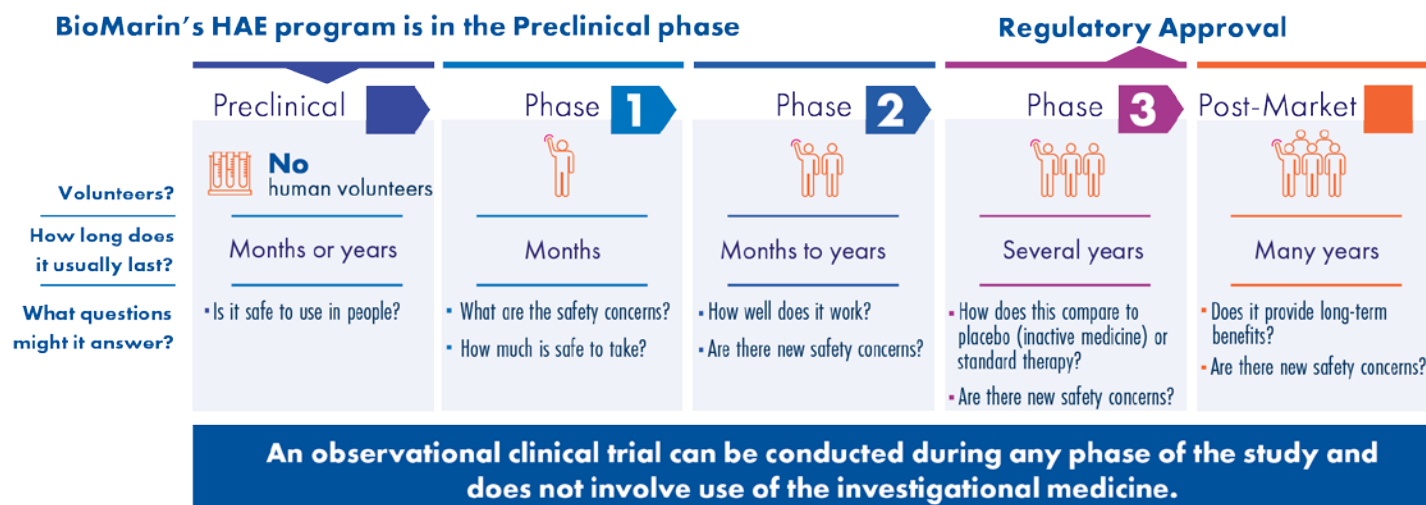 BioMarin's HAE program is in the Preclinical phase
Regulatory Approval
Preclinical
Phase 1
Phase 2
Phase 3
Post-Market
Volunteers?
No
human volunteers
How long does
it usually last?
Months or years
Months
Months to years
Several years
Many years
What questions
might it answer?
▪ Is it safe to use in people?
▪ What are the safety concerns?
▪ How much is safe to take?
▪ How well does it work?
▪ Are there new safety concerns?
▪ How does this compare to
placebo (inactive medicine) or
standard therapy?
▪ Are there new safety concerns?
▪ Does it provide long-term
benefits?
▪ Are there new safety concerns?
An observational clinical trial can be conducted during any phase of the study and
does not involve use of the investigational medicine.